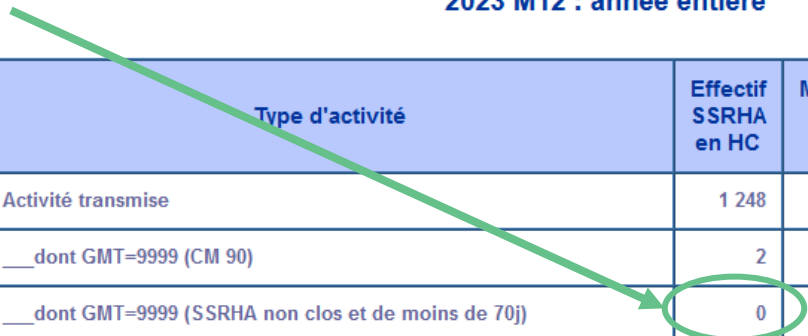 2023 M12 : année entière
Type d'activité
Effectif
SSRHA
en HC
Activité transmise 1 248
___dont GMT=9999 (CM 90) 2
___dont GMT=9999 (SSRHA non clos et de moins de 70j) 0